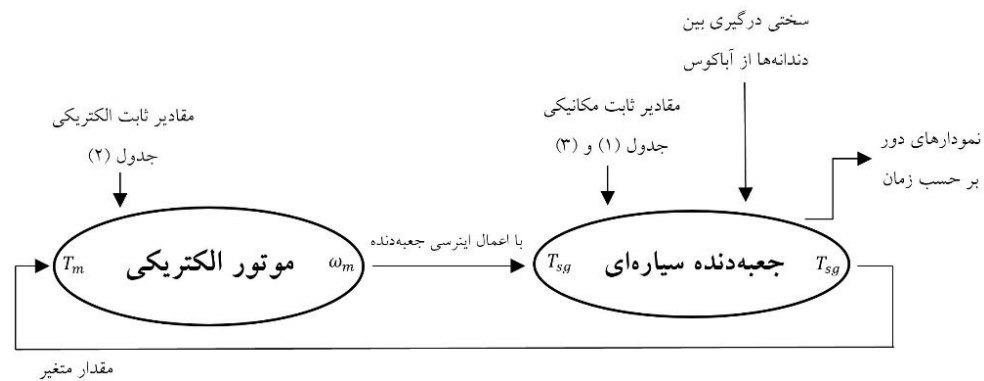 سختی درگیری بین
دندانه‌ها از آباکوس
مقادیر ثابت الکتریکی
جدول (۲)
مقادیر ثابت مکانیکی
جدول (۱) و (۳)
نمودارهای دور
بر حسب زمان
T_m
موتور الکتریکی
ω_m
با اعمال اینرسی جعبه‌دنده
T_sg
جعبه‌دنده سیاره‌ای
T_sg
مقدار متغیر